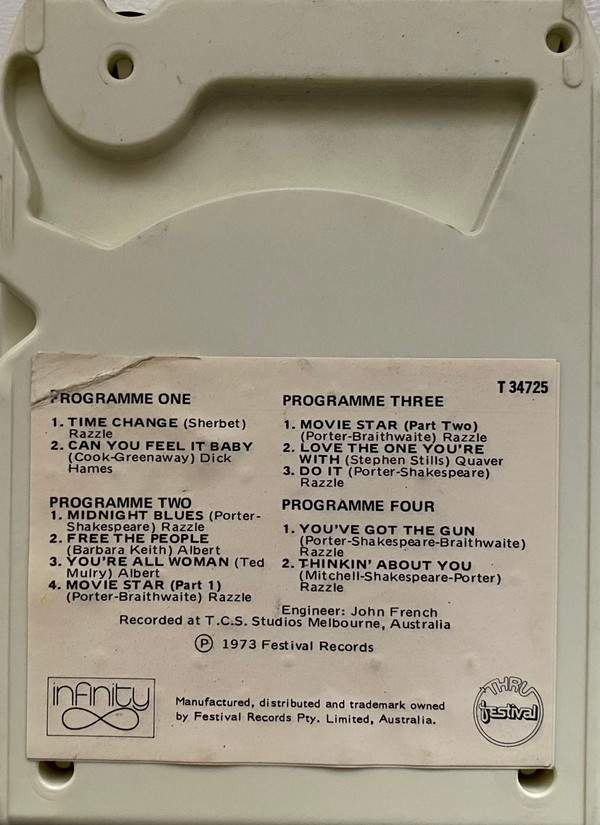 T 34725
PROGRAMME ONE
1. TIME CHANGE (Sherbet)
Razzle
2. CAN YOU FEEL IT BABY
(Cook-Greenaway) Dick
Hames
PROGRAMME TWO
1. MIDNIGHT BLUES (Porter-
Shakespeare) Razzle
2. FREE THE PEOPLE
(Barbara Keith) Albert
3. YOU'RE ALL WOMAN (Ted
Mulry) Albert
4. MOVIE STAR (Part 1)
(Porter-Braithwaite) Razzle
PROGRAMME THREE
1. MOVIE STAR (Part Two)
(Porter-Braithwaite) Razzle
2. LOVE THE ONE YOU'RE
WITH (Stephen Stills) Quaver
3. DO IT (Porter-Shakespeare)
Razzle
PROGRAMME FOUR
1. YOU'VE GOT THE GUN
(Porter-Shakespeare-Braithwaite)
Razzle
2. THINKIN' ABOUT YOU
(Mitchell-Shakespeare-Porter)
Razzle
Engineer: John French
Recorded at T.C.S. Studios Melbourne, Australia
Ⓟ 1973 Festival Records
infinity
Manufactured, distributed and trademark owned
by Festival Records Pty. Limited, Australia.
THRU
festival